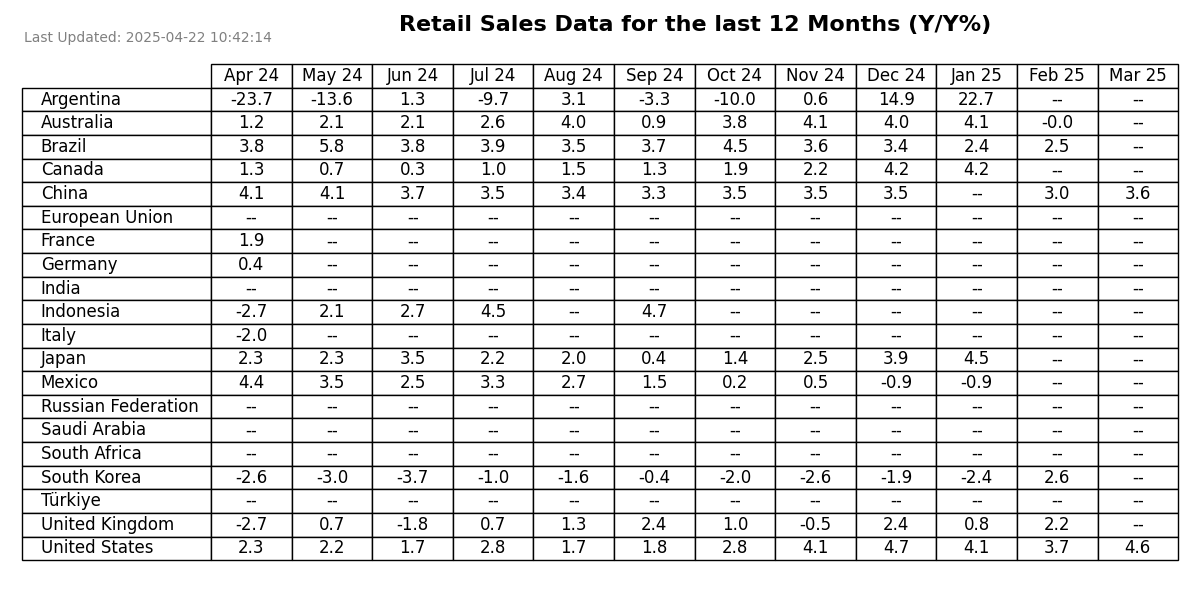 Retail Sales Data for the last 12 Months (Y/Y%)
Last Updated: 2025-04-22 10:42:14
Apr 24 May 24 Jun 24 Jul 24 Aug 24 Sep 24 Oct 24 Nov 24 Dec 24 Jan 25 Feb 25 Mar 25
Argentina -23.7 -13.6 1.3 -9.7 3.1 -3.3 -10.0 0.6 14.9 22.7 -- --
Australia 1.2 2.1 2.1 2.6 4.0 0.9 3.8 4.1 4.0 4.1 -0.0 --
Brazil 3.8 5.8 3.8 3.9 3.5 3.7 4.5 3.6 3.4 2.4 2.5 --
Canada 1.3 0.7 0.3 1.0 1.5 1.3 1.9 2.2 4.2 4.2 -- --
China 4.1 4.1 3.7 3.5 3.4 3.3 3.5 3.5 3.5 -- 3.0 3.6
European Union -- -- -- -- -- -- -- -- -- -- -- --
France 1.9 -- -- -- -- -- -- -- -- -- -- --
Germany 0.4 -- -- -- -- -- -- -- -- -- -- --
India -- -- -- -- -- -- -- -- -- -- -- --
Indonesia -2.7 2.1 2.7 4.5 -- 4.7 -- -- -- -- -- --
Italy -2.0 -- -- -- -- -- -- -- -- -- -- --
Japan 2.3 2.3 3.5 2.2 2.0 0.4 1.4 2.5 3.9 4.5 -- --
Mexico 4.4 3.5 2.5 3.3 2.7 1.5 0.2 0.5 -0.9 -0.9 -- --
Russian Federation -- -- -- -- -- -- -- -- -- -- -- --
Saudi Arabia -- -- -- -- -- -- -- -- -- -- -- --
South Africa -- -- -- -- -- -- -- -- -- -- -- --
South Korea -2.6 -3.0 -3.7 -1.0 -1.6 -0.4 -2.0 -2.6 -1.9 -2.4 2.6 --
Türkiye -- -- -- -- -- -- -- -- -- -- -- --
United Kingdom -2.7 0.7 -1.8 0.7 1.3 2.4 1.0 -0.5 2.4 0.8 2.2 --
United States 2.3 2.2 1.7 2.8 1.7 1.8 2.8 4.1 4.7 4.1 3.7 4.6